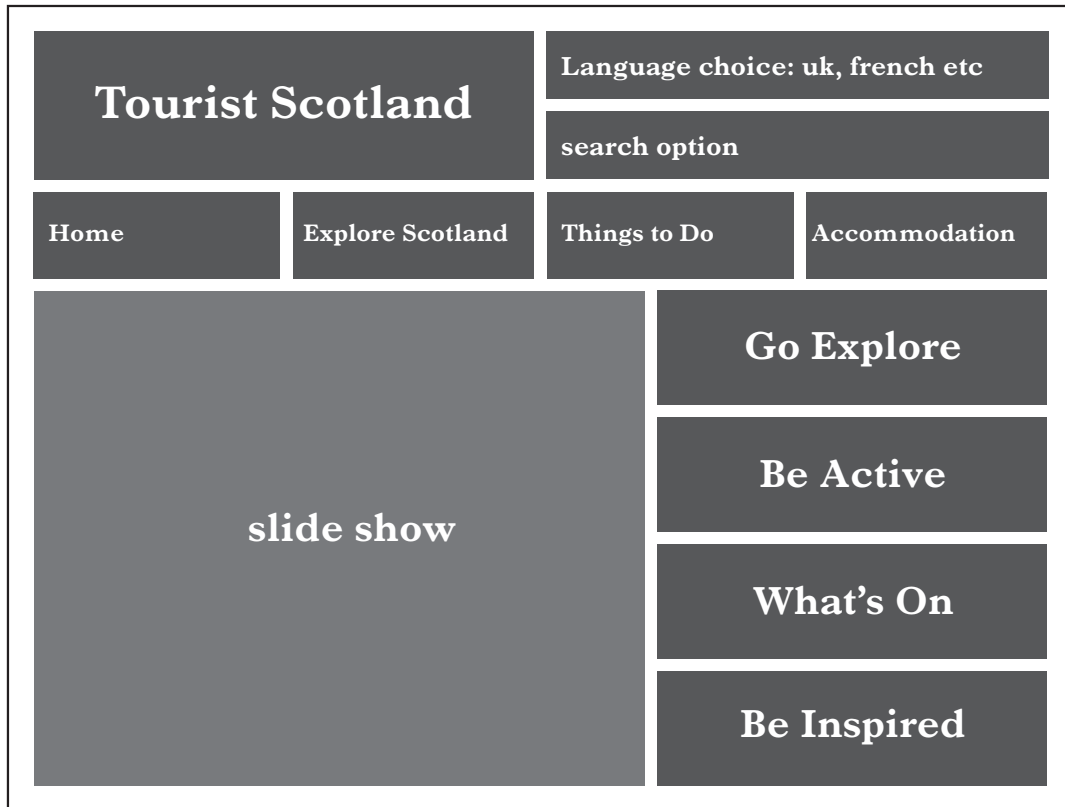 Tourist Scotland
Language choice: uk, french etc
search option
Home
Explore Scotland
Things to Do
Accommodation
slide show
Go Explore
Be Active
What’s On
Be Inspired